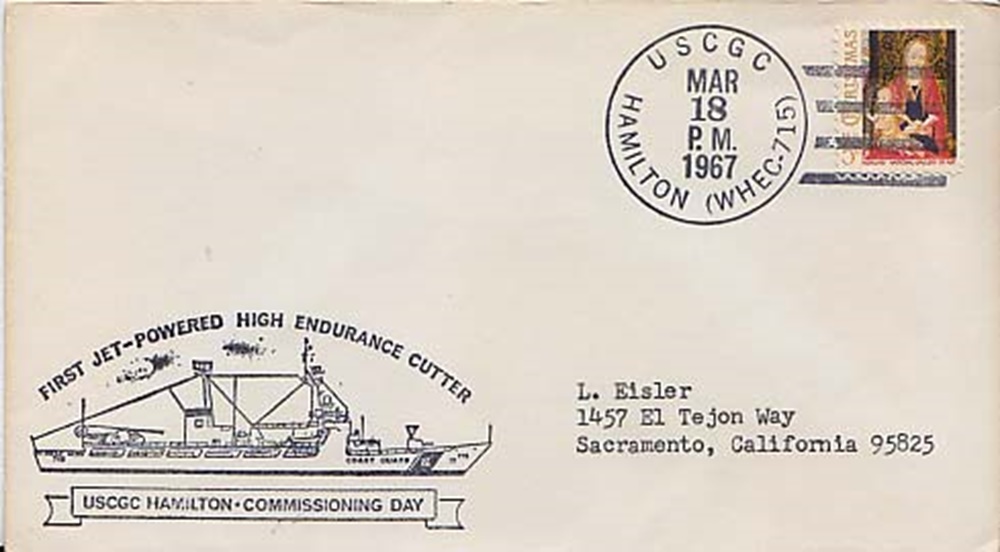 USCGC
HAMILTON (WHEC-715)
MAR
18
P.M.
1967
CHRISTMAS
FIRST JET-POWERED HIGH ENDURANCE CUTTER
COAST GUARD
USCGC HAMILTON • COMMISSIONING DAY
L. Eisler
1457 El Tejon Way
Sacramento, California 95825